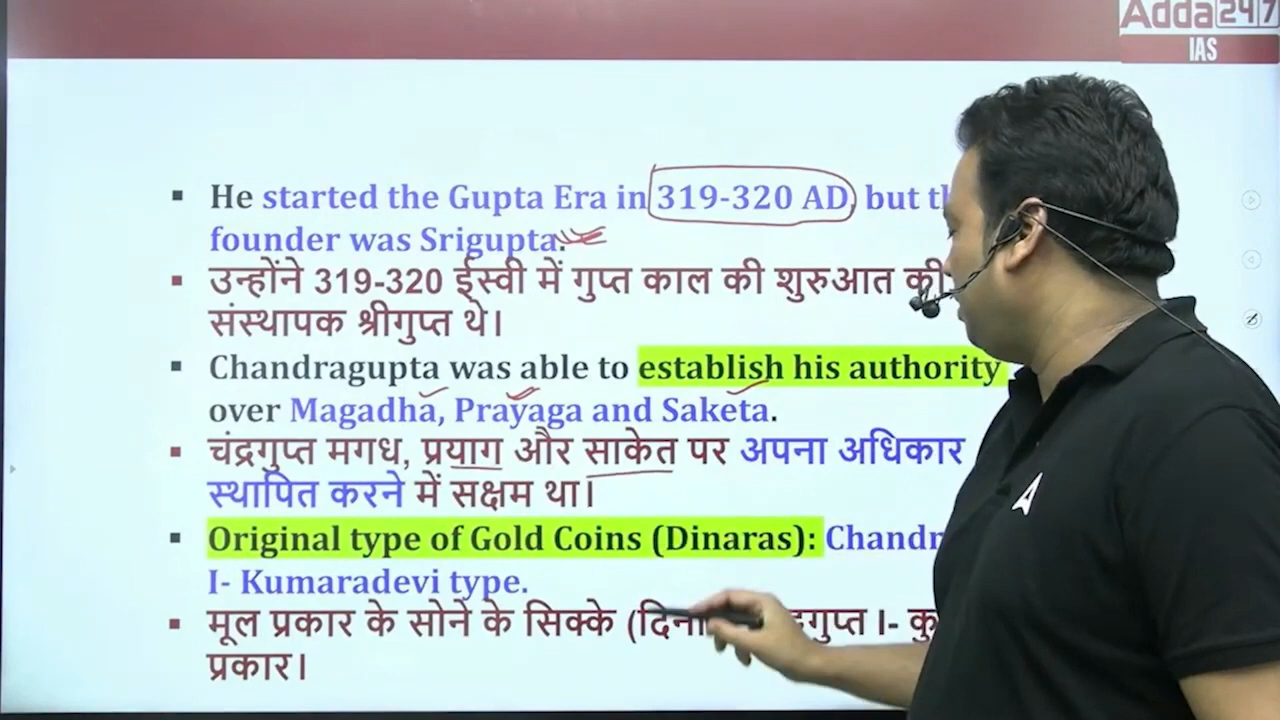 Adda247
IAS
He started the Gupta Era in 319-320 AD, but
founder was Srigupta.
उन्होंने 319-320 ईस्वी में गुप्त काल की शुरुआत की
संस्थापक श्रीगुप्त थे।
Chandragupta was able to establish his authority
over Magadha, Prayaga and Saketa.
चंद्रगुप्त मगध, प्रयाग और साकेत पर अपना अधिकार
स्थापित करने में सक्षम था।
Original type of Gold Coins (Dinaras):
I- Kumaradevi type.
मूल प्रकार के सोने के सिक्के I-
प्रकार।